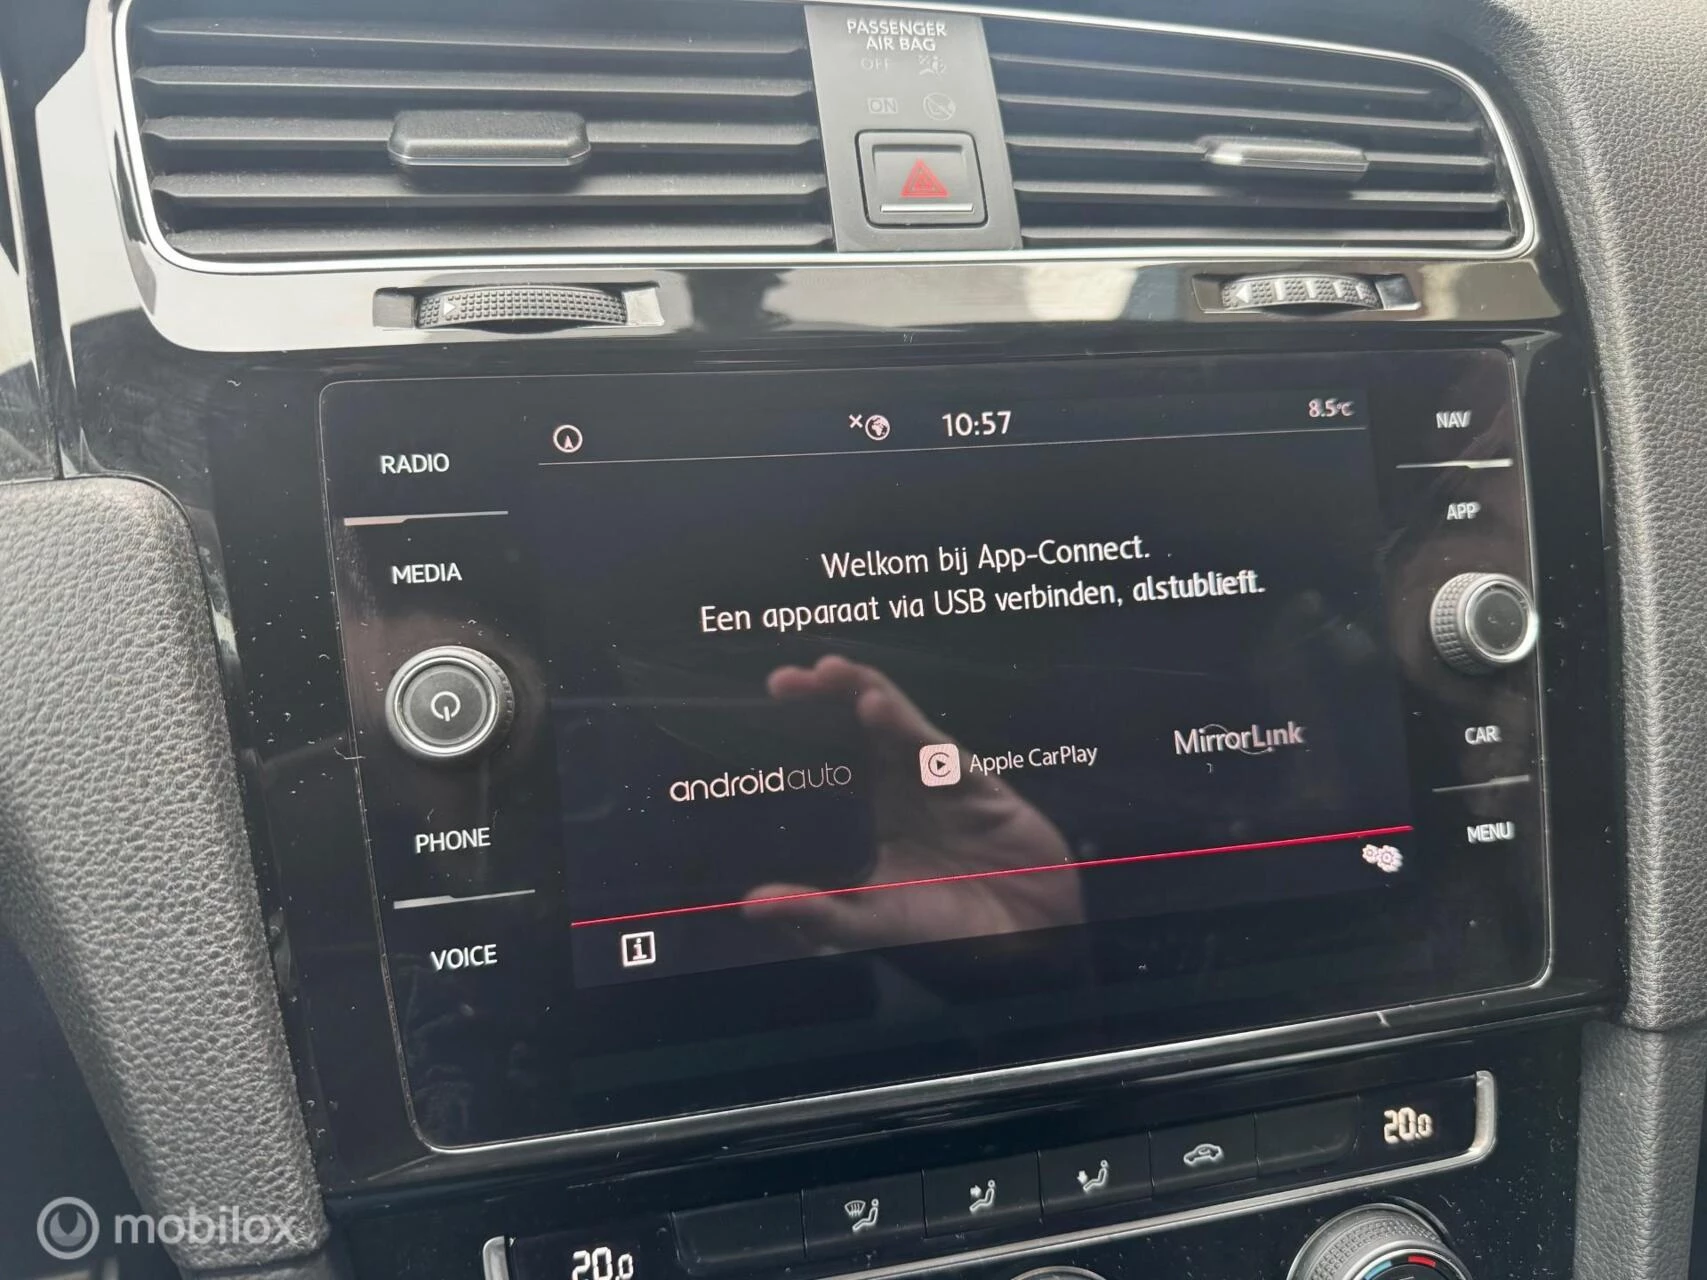 PASSENGER
AIR BAG
OFF
ON
RADIO
MEDIA
PHONE
VOICE
10:57
8.5°C
Welkom bij App-Connect.
Een apparaat via USB verbinden, alstublieft.
androidauto
Apple CarPlay
MirrorLink
i
NAV
APP
CAR
MENU
20.0
20.0
mobilox